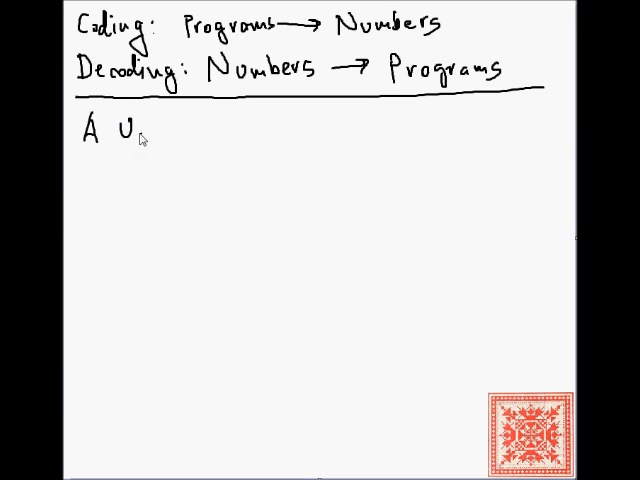 Coding: Programs → Numbers
Decoding: Numbers → Programs
A U